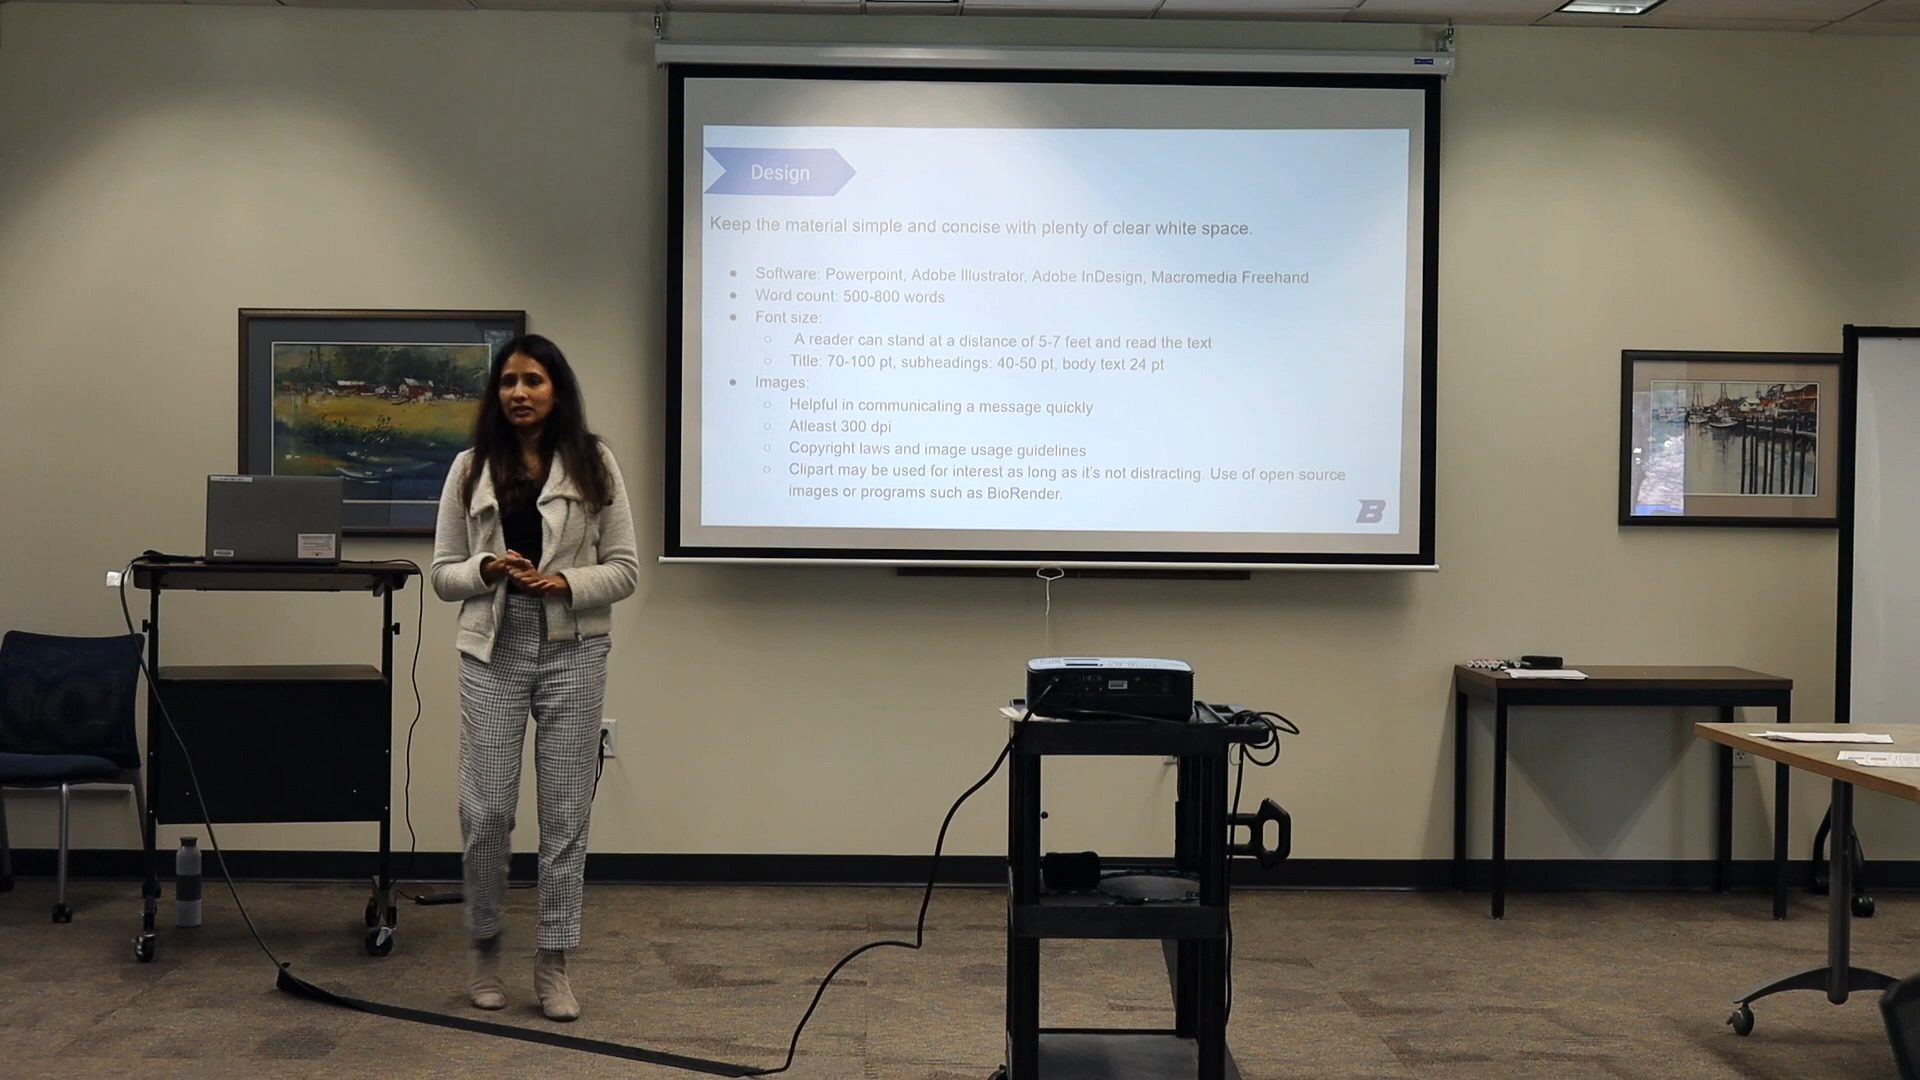 Design
Keep the material simple and concise with plenty of clear white space.
● Software: Powerpoint, Adobe Illustrator, Adobe InDesign, Macromedia Freehand
● Word count: 500-800 words
● Font size:
○ A reader can stand at a distance of 5-7 feet and read the text
○ Title: 70-100 pt, subheadings: 40-50 pt, body text 24 pt
● Images:
○ Helpful in communicating a message quickly
○ Atleast 300 dpi
○ Copyright laws and image usage guidelines
○ Clipart may be used for interest as long as it's not distracting. Use of open source
images or programs such as BioRender.
B